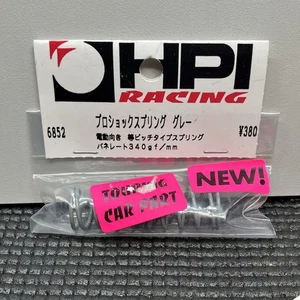 HPI
RACING
プロショックスプリング グレー
6852
電動向き 等ピッチタイプスプリング
¥380
バネレート340gf/mm
NEW!
TOURING
CAR PART